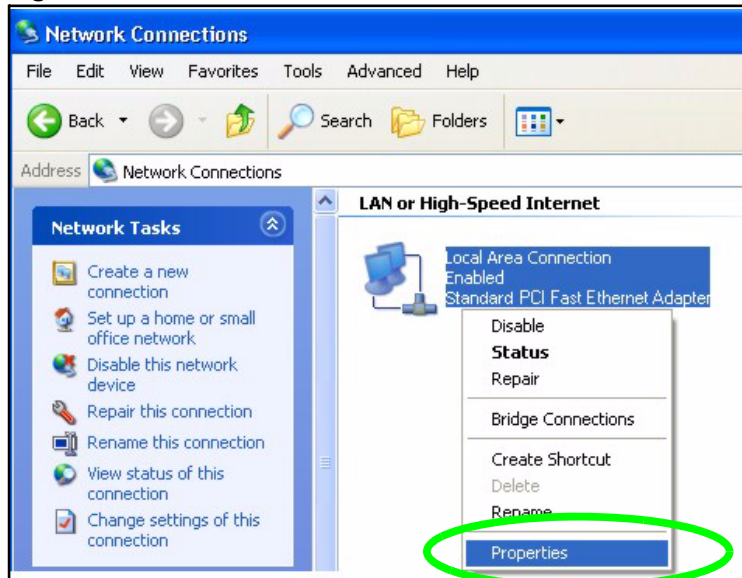 Network Connections
File Edit View Favorites Tools Advanced Help
Back Search Folders
Address Network Connections
Network Tasks
Create a new
connection
Set up a home or small
office network
Disable this network
device
Repair this connection
Rename this connection
View status of this
connection
Change settings of this
connection
LAN or High-Speed Internet
Local Area Connection
Enabled
Standard PCI Fast Ethernet Adapter
Disable
Status
Repair
Bridge Connections
Create Shortcut
Delete
Rename
Properties